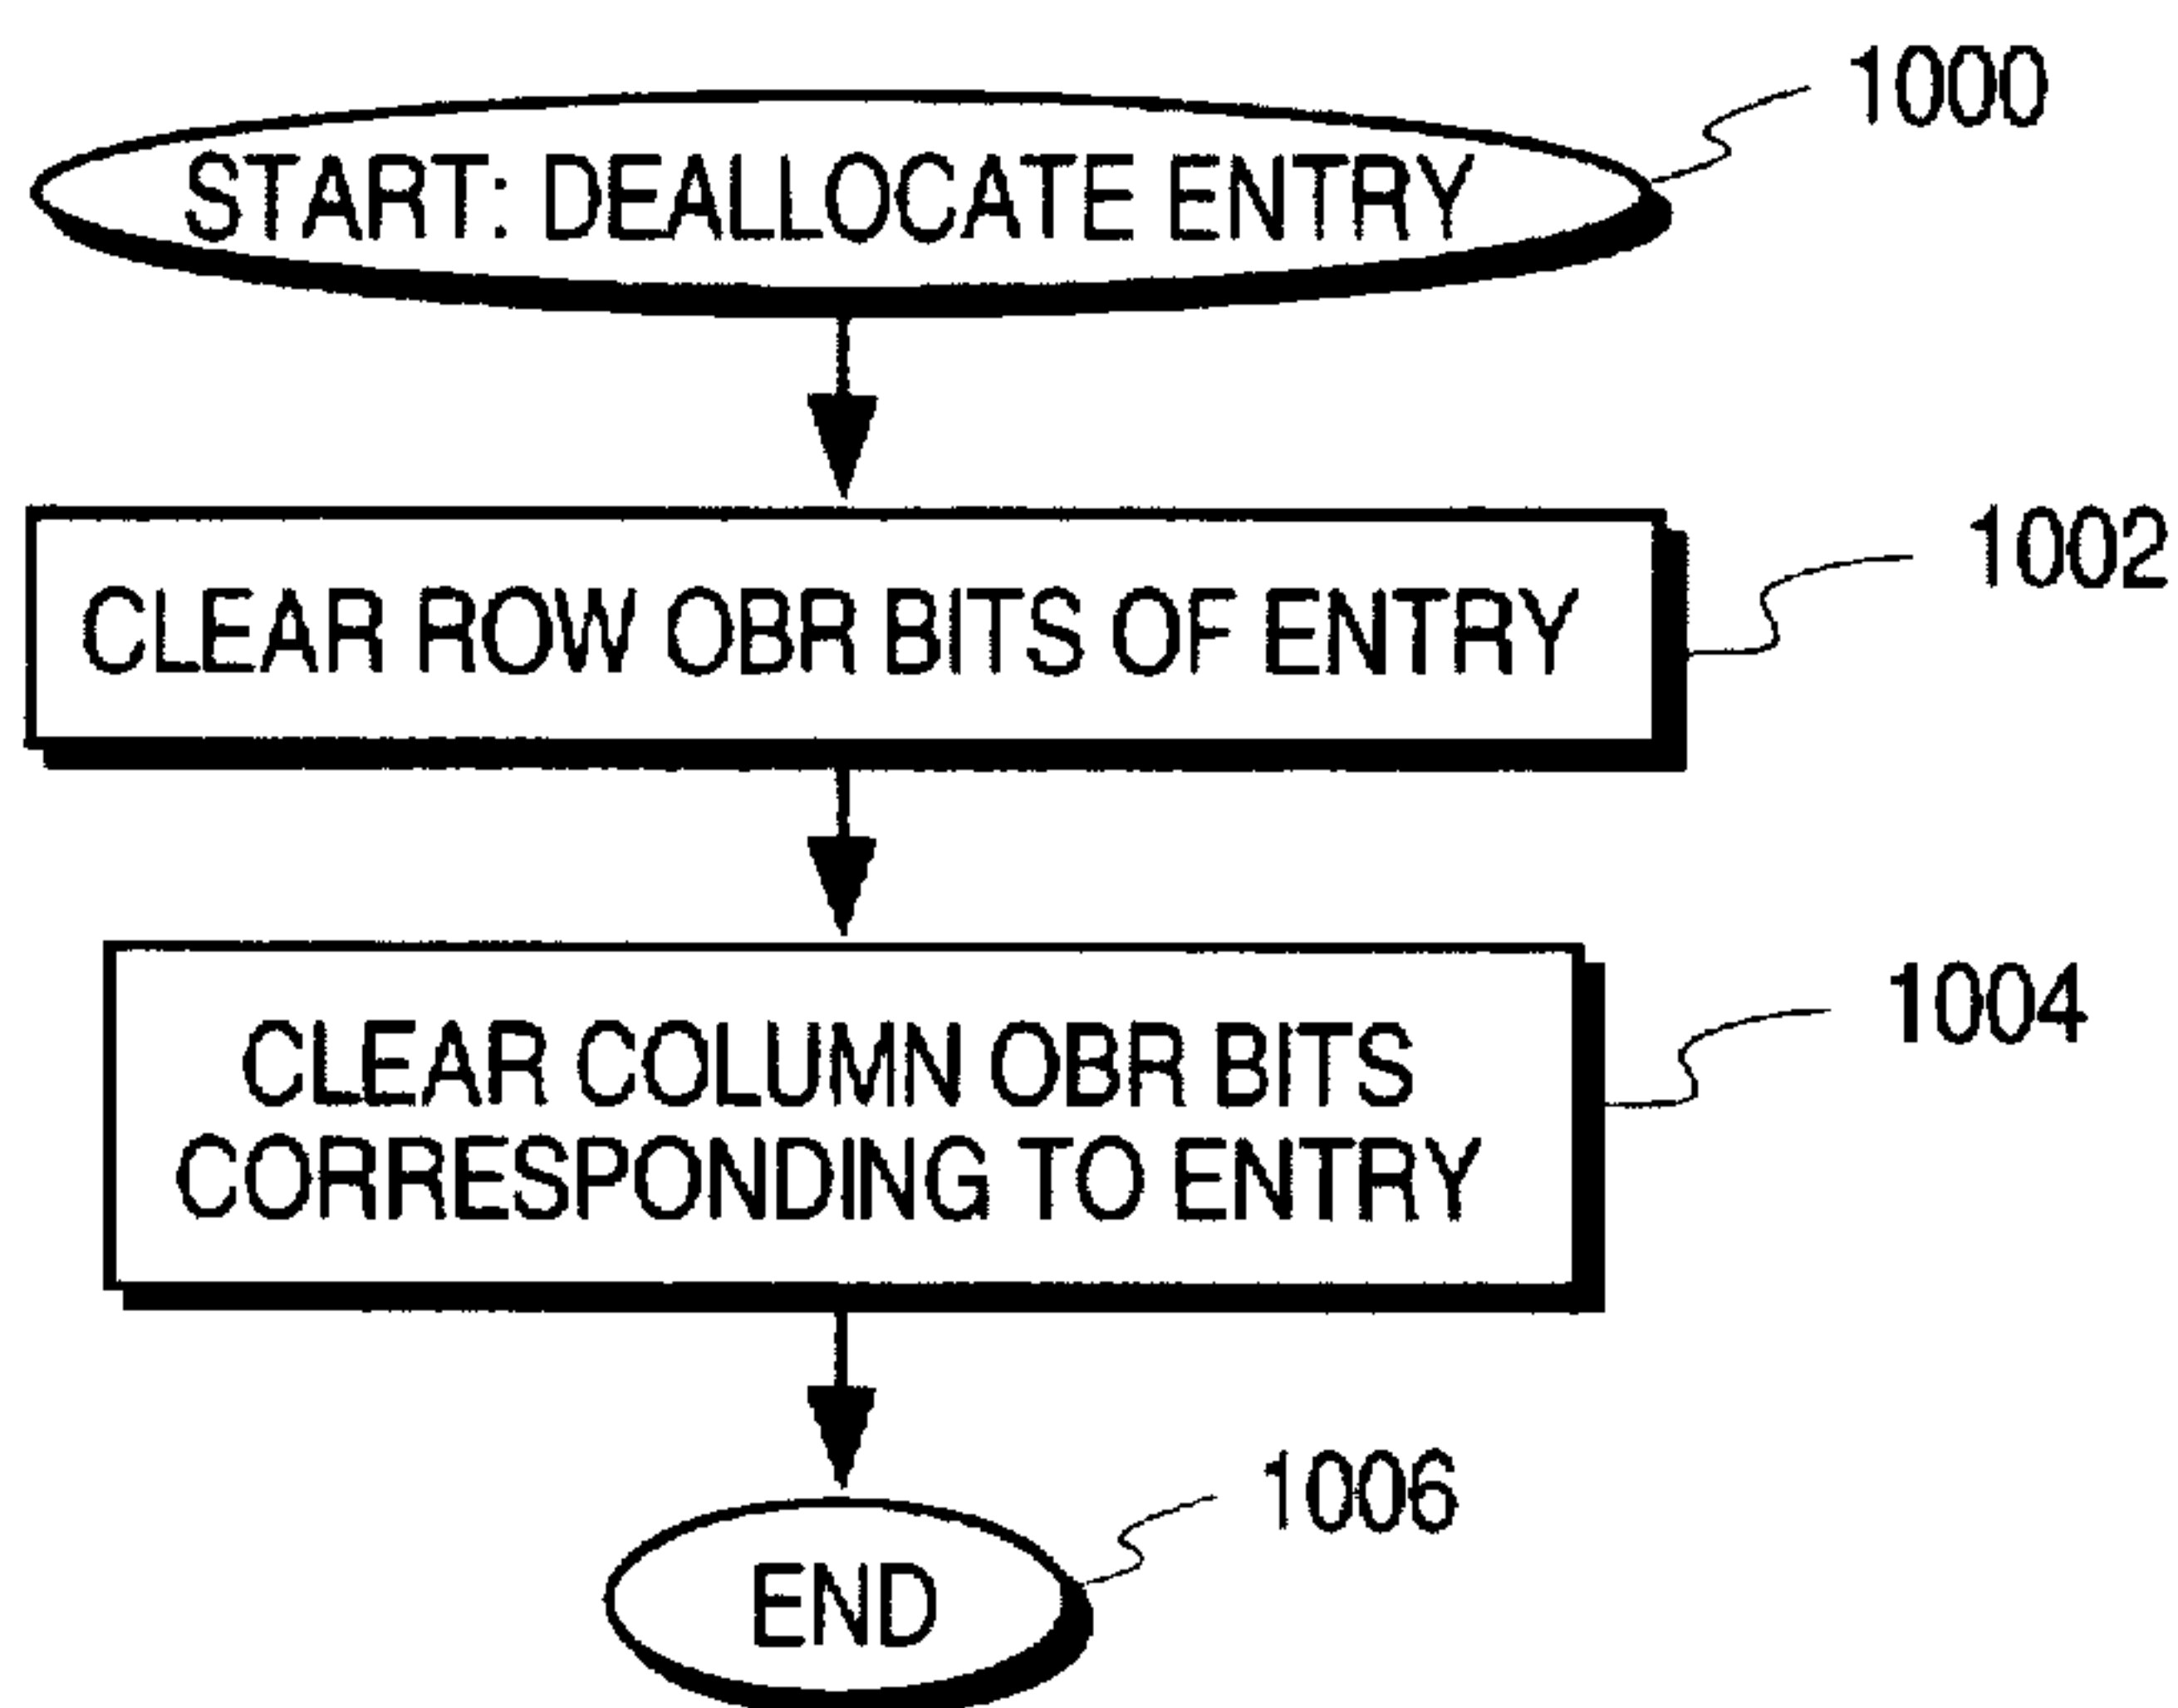 1000
START: DEALLOCATE ENTRY
1002
CLEAR ROW OBR BITS OF ENTRY
1004
CLEAR COLUMN OBR BITS
CORRESPONDING TO ENTRY
1006
END